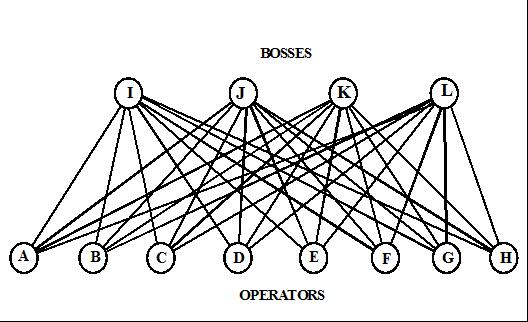 BOSSES
I J K L
A B C D E F G H
OPERATORS